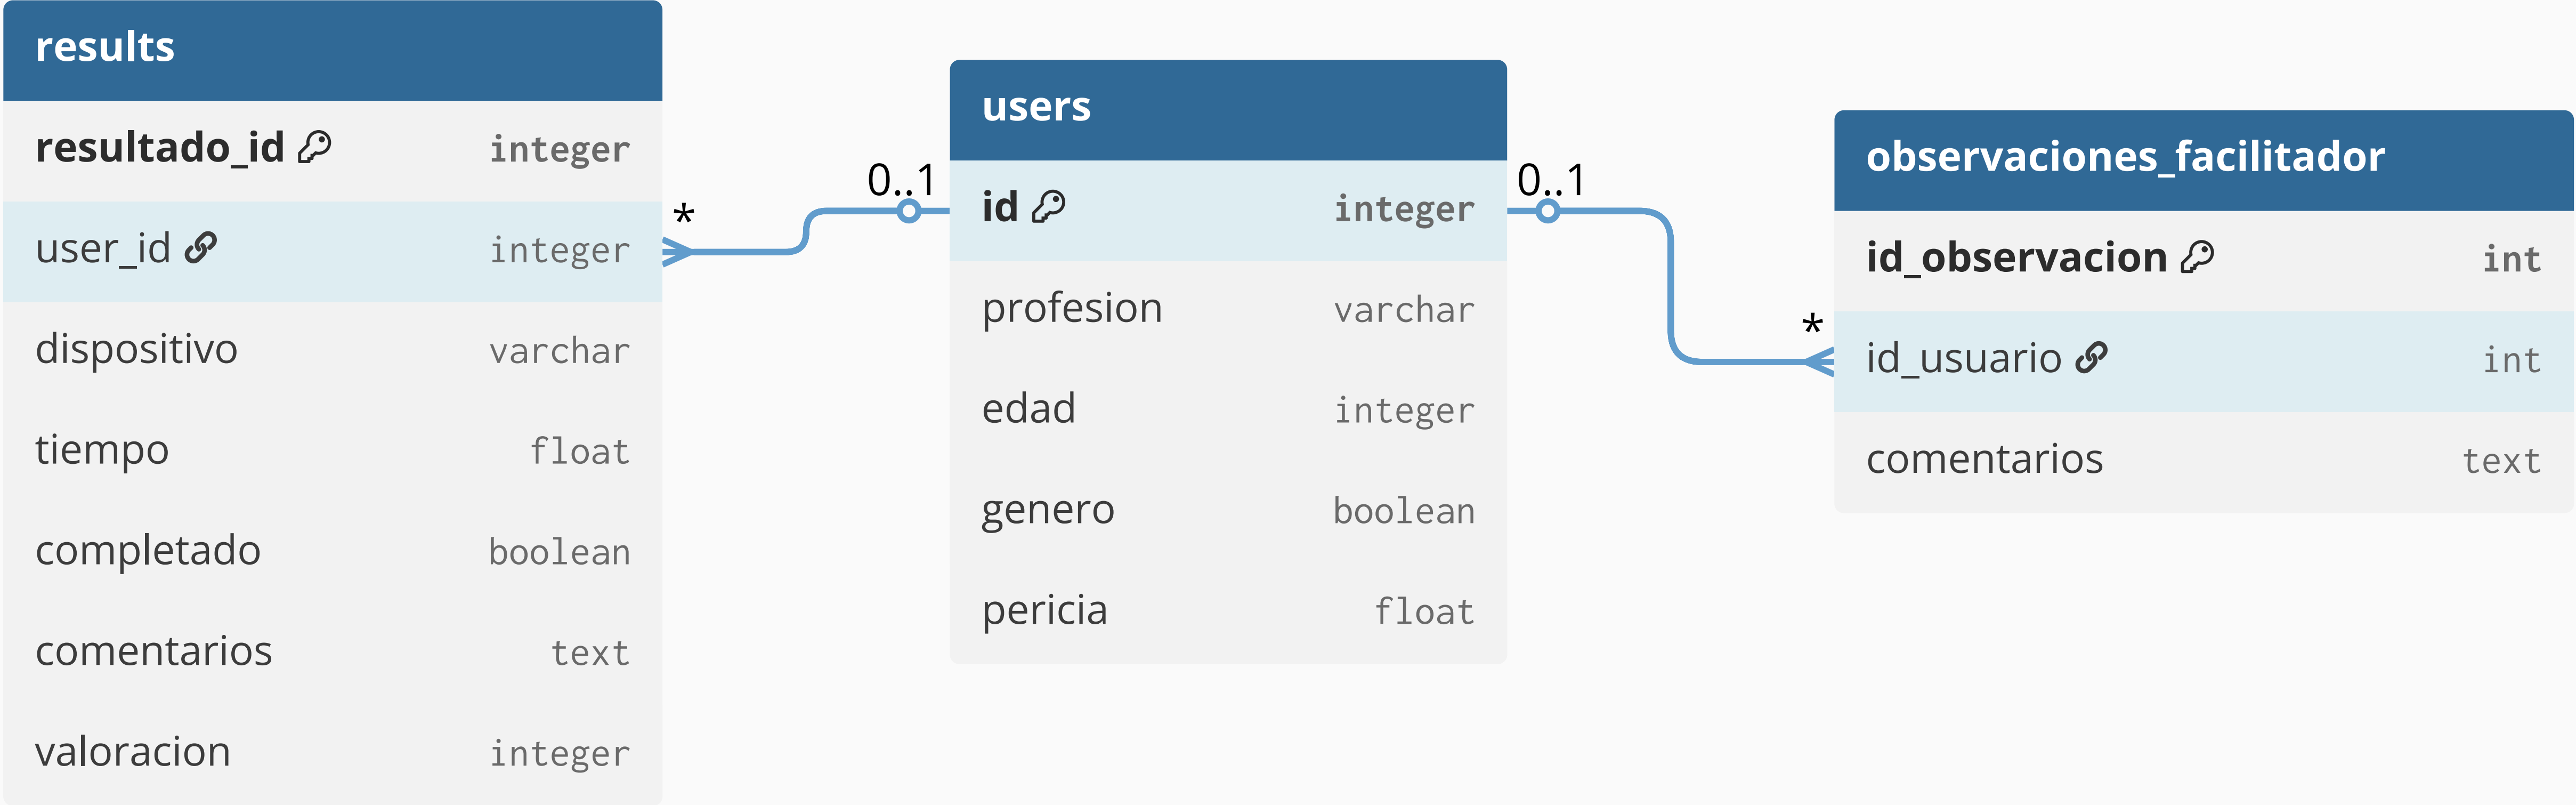 results
resultado_id integer
user_id integer
dispositivo varchar
tiempo float
completado boolean
comentarios text
valoracion integer
*
0..1
users
id integer
profesion varchar
edad integer
genero boolean
pericia float
0..1
*
observaciones_facilitador
id_observacion int
id_usuario int
comentarios text